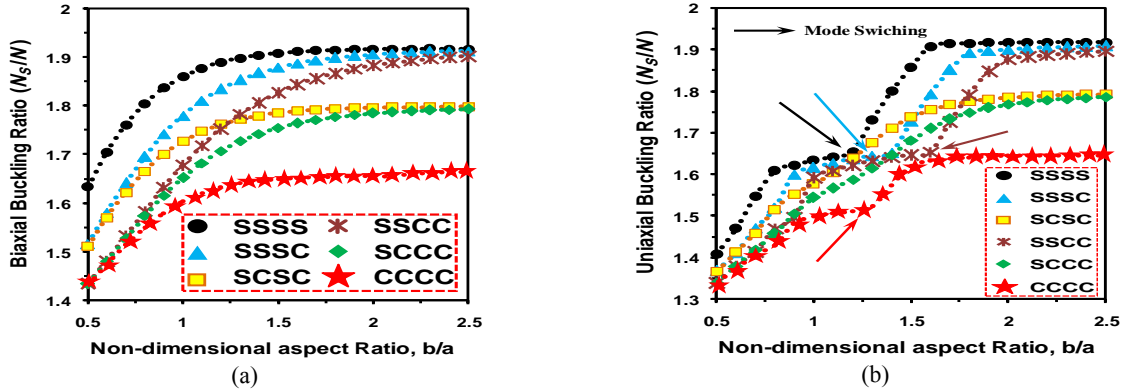 2
1.9
1.8
1.7
1.6
1.5
1.4
Biaxial Buckling Ratio (N_S/N)
SSSS
SSCC
SSSC
SCCC
SCSC
CCCC
0.5 1 1.5 2 2.5
Non-dimensional aspect Ratio, b/a
(a)
2
1.9
1.8
1.7
1.6
1.5
1.4
1.3
Uniaxial Buckling Ratio (N_S/N)
Mode Swiching
SSSS
SSSC
SCSC
SSCC
SCCC
CCCC
0.5 1 1.5 2 2.5
Non-dimensional aspect Ratio, b/a
(b)